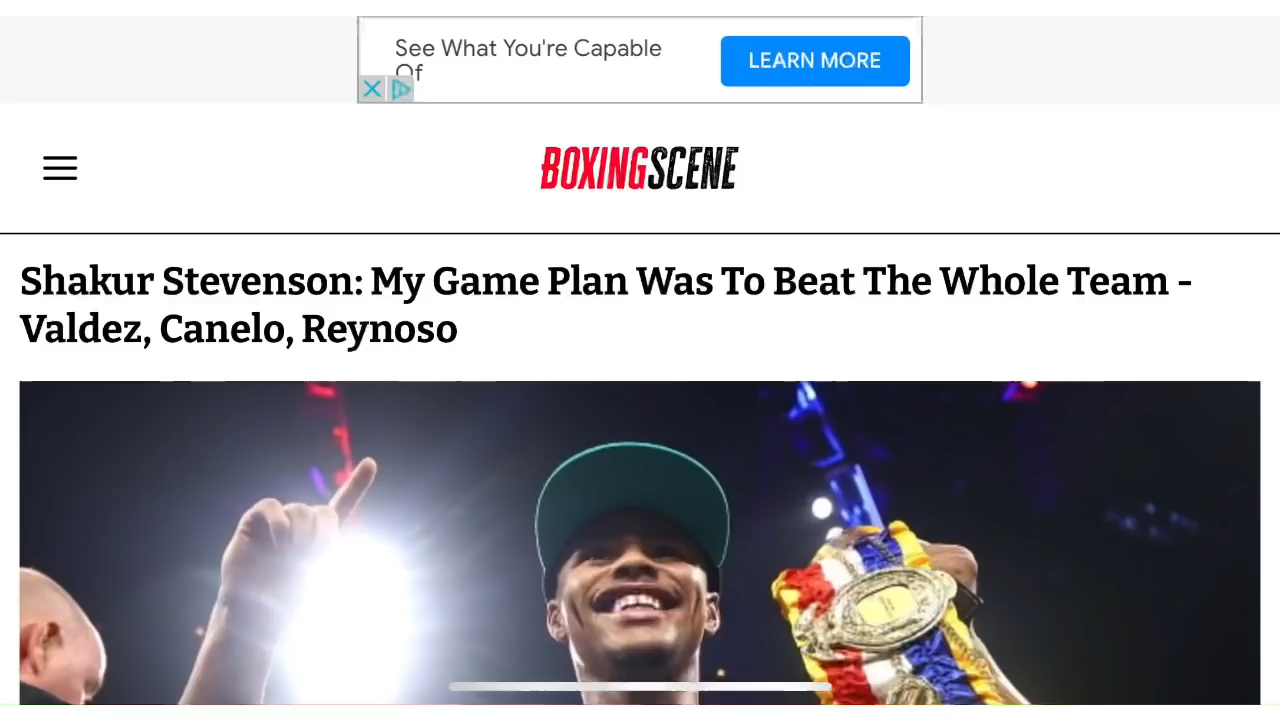 See What You're Capable
Of
LEARN MORE
BOXINGSCENE
Shakur Stevenson: My Game Plan Was To Beat The Whole Team -
Valdez, Canelo, Reynoso